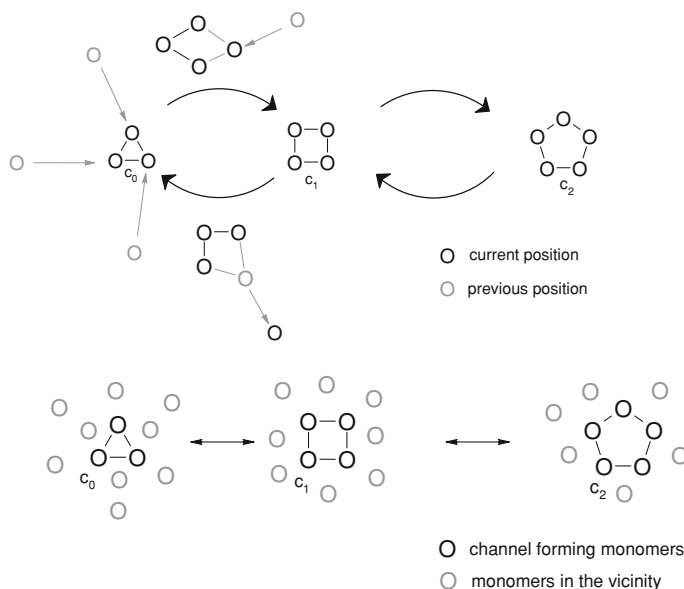 c0
c1
c2
current position
previous position
c0
c1
c2
channel forming monomers
monomers in the vicinity